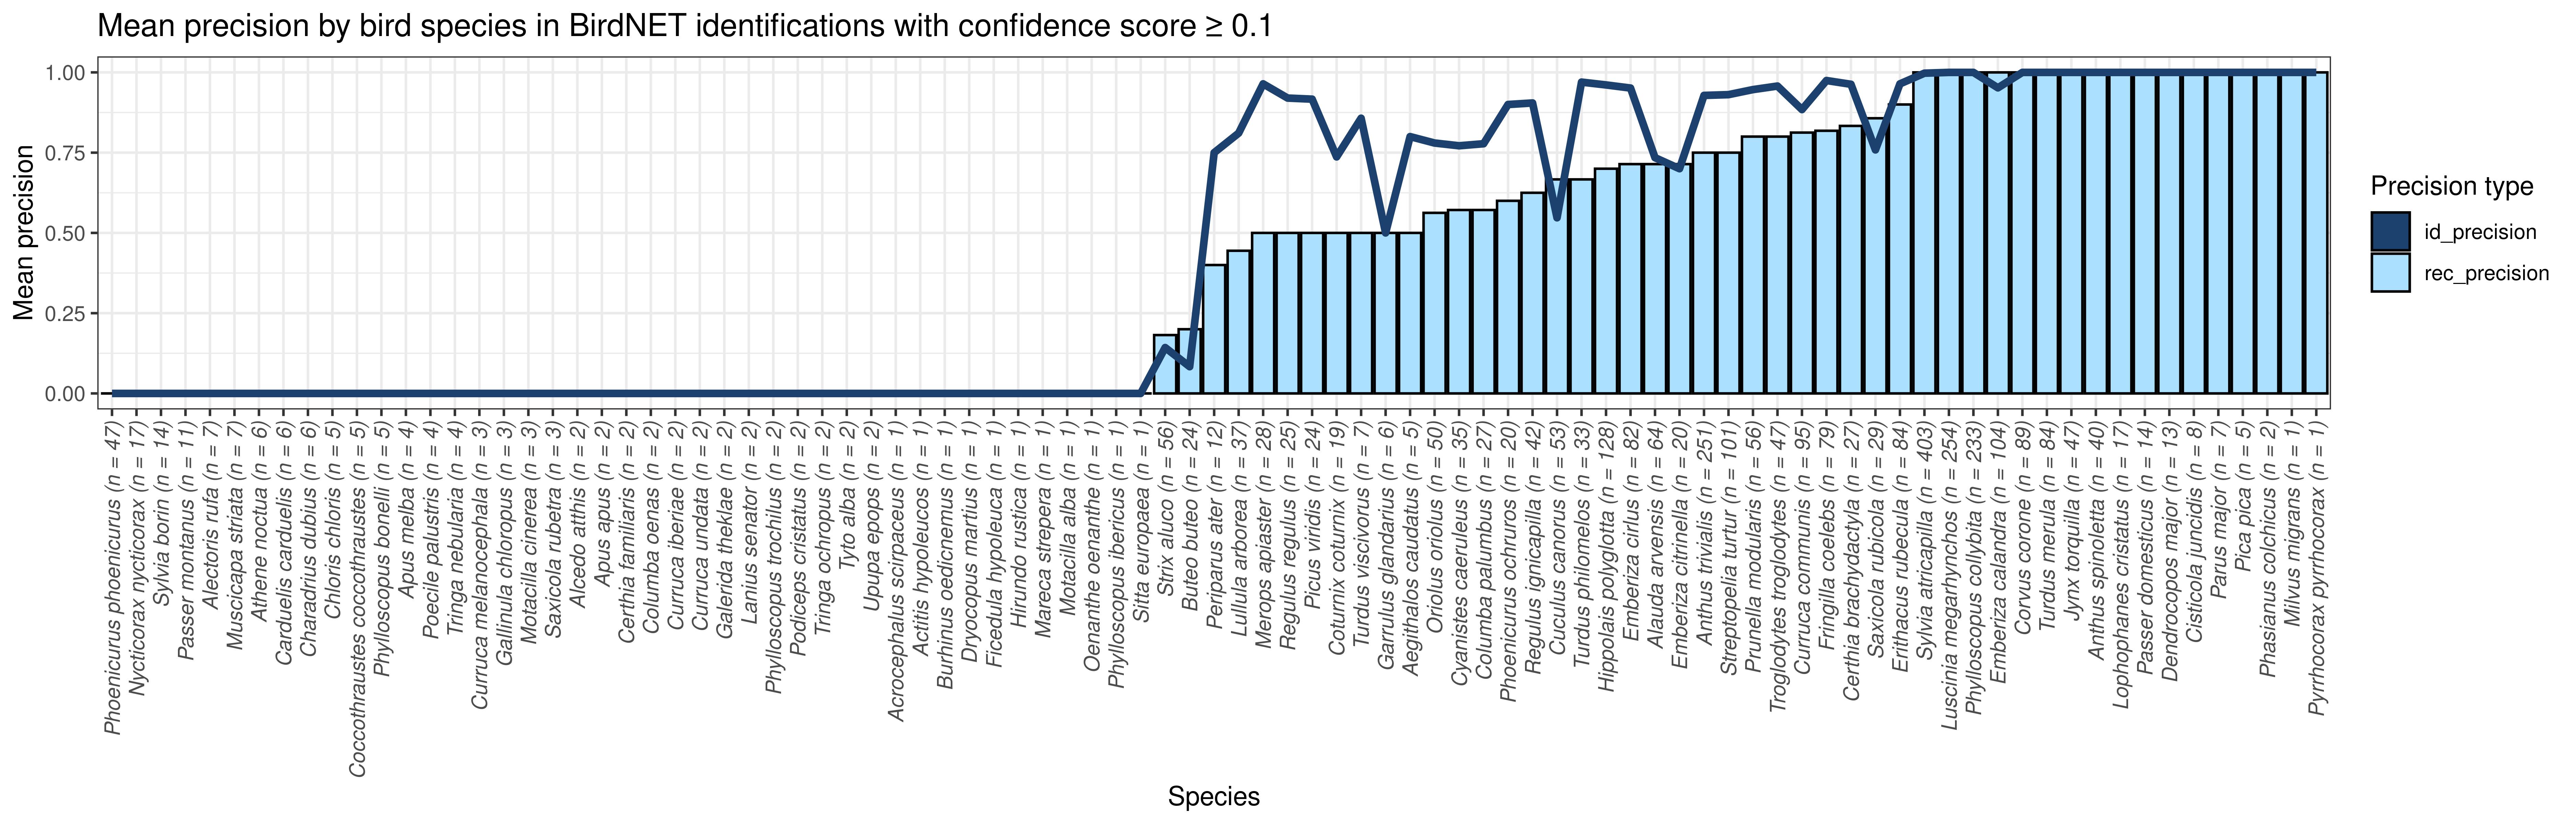 Mean precision by bird species in BirdNET identifications with confidence score ≥ 0.1
Mean precision
1.00
0.75
0.50
0.25
0.00
Phoenicurus phoenicurus (n = 47)
Nycticorax nycticorax (n = 17)
Sylvia borin (n = 14)
Passer montanus (n = 11)
Alectoris rufa (n = 7)
Muscicapa striata (n = 7)
Athene noctua (n = 6)
Carduelis carduelis (n = 6)
Charadrius dubius (n = 6)
Chloris chloris (n = 5)
Coccothraustes coccothraustes (n = 5)
Phylloscopus bonelli (n = 5)
Apus melba (n = 4)
Poecile palustris (n = 4)
Tringa nebularia (n = 4)
Curruca melanocephala (n = 3)
Gallinula chloropus (n = 3)
Motacilla cinerea (n = 3)
Saxicola rubetra (n = 3)
Alcedo atthis (n = 2)
Apus apus (n = 2)
Certhia familiaris (n = 2)
Columba oenas (n = 2)
Curruca iberiae (n = 2)
Curruca undata (n = 2)
Galerida theklae (n = 2)
Lanius senator (n = 2)
Phylloscopus trochilus (n = 2)
Podiceps cristatus (n = 2)
Tringa ochropus (n = 2)
Tyto alba (n = 2)
Upupa epops (n = 2)
Acrocephalus scirpaceus (n = 1)
Actitis hypoleucos (n = 1)
Burhinus oedicnemus (n = 1)
Dryocopus martius (n = 1)
Ficedula hypoleuca (n = 1)
Hirundo rustica (n = 1)
Mareca strepera (n = 1)
Motacilla alba (n = 1)
Oenanthe oenanthe (n = 1)
Phylloscopus ibericus (n = 1)
Sitta europaea (n = 1)
Strix aluco (n = 56)
Buteo buteo (n = 24)
Periparus ater (n = 12)
Lullula arborea (n = 37)
Merops apiaster (n = 28)
Regulus regulus (n = 25)
Picus viridis (n = 24)
Coturnix coturnix (n = 19)
Turdus viscivorus (n = 7)
Garrulus glandarius (n = 6)
Aegithalos caudatus (n = 5)
Oriolus oriolus (n = 50)
Cyanistes caeruleus (n = 35)
Columba palumbus (n = 27)
Phoenicurus ochruros (n = 20)
Regulus ignicapilla (n = 42)
Cuculus canorus (n = 53)
Turdus philomelos (n = 33)
Hippolais polyglotta (n = 128)
Emberiza cirlus (n = 82)
Alauda arvensis (n = 64)
Emberiza citrinella (n = 20)
Anthus trivialis (n = 251)
Streptopelia turtur (n = 101)
Prunella modularis (n = 56)
Troglodytes troglodytes (n = 47)
Curruca communis (n = 95)
Fringilla coelebs (n = 79)
Certhia brachydactyla (n = 27)
Saxicola rubicola (n = 29)
Erithacus rubecula (n = 84)
Sylvia atricapilla (n = 403)
Luscinia megarhynchos (n = 254)
Phylloscopus collybita (n = 233)
Emberiza calandra (n = 104)
Corvus corone (n = 89)
Turdus merula (n = 84)
Jynx torquilla (n = 47)
Anthus spinoletta (n = 40)
Lophophanes cristatus (n = 17)
Passer domesticus (n = 14)
Dendrocopos major (n = 13)
Cisticola juncidis (n = 8)
Parus major (n = 7)
Pica pica (n = 5)
Phasianus colchicus (n = 2)
Milvus migrans (n = 1)
Pyrrhocorax pyrrhocorax (n = 1)
Species
Precision type
id_precision
rec_precision